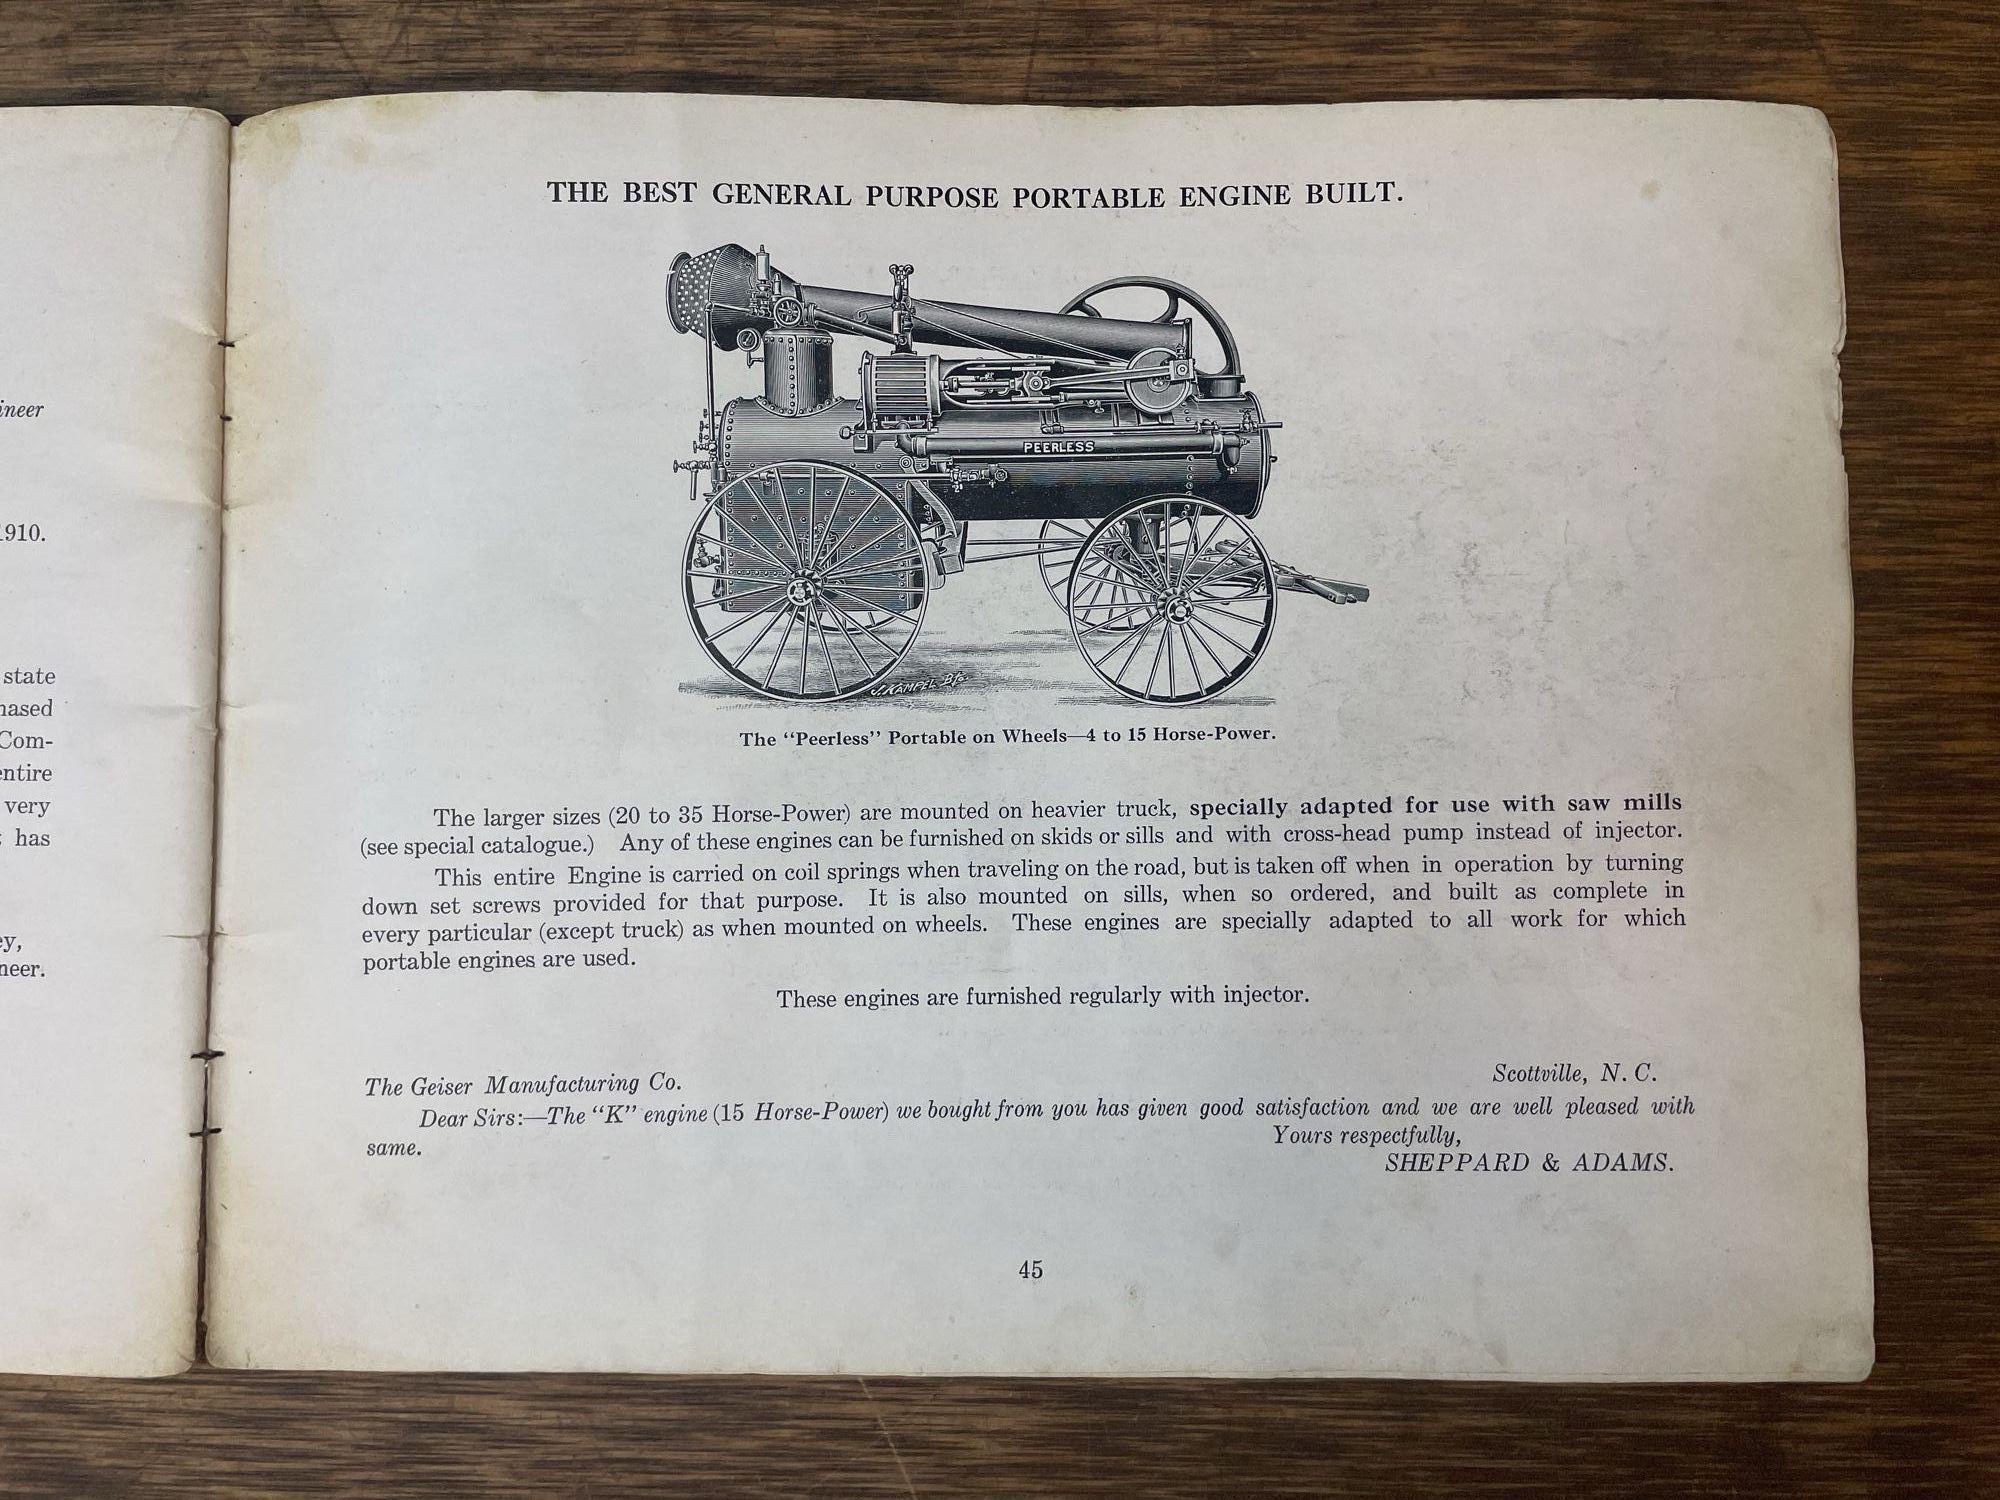 ineer
1910.
state
hased
Com-
entire
very
has
ey,
neer.
THE BEST GENERAL PURPOSE PORTABLE ENGINE BUILT.
PEERLESS
J. KAMPEL Bfo.
The "Peerless" Portable on Wheels—4 to 15 Horse-Power.
The larger sizes (20 to 35 Horse-Power) are mounted on heavier truck, specially adapted for use with saw mills
(see special catalogue.) Any of these engines can be furnished on skids or sills and with cross-head pump instead of injector.
This entire Engine is carried on coil springs when traveling on the road, but is taken off when in operation by turning
down set screws provided for that purpose. It is also mounted on sills, when so ordered, and built as complete in
every particular (except truck) as when mounted on wheels. These engines are specially adapted to all work for which
portable engines are used.
These engines are furnished regularly with injector.
The Geiser Manufacturing Co. Scottville, N. C.
Dear Sirs:—The "K" engine (15 Horse-Power) we bought from you has given good satisfaction and we are well pleased with
same. Yours respectfully,
SHEPPARD & ADAMS.
45